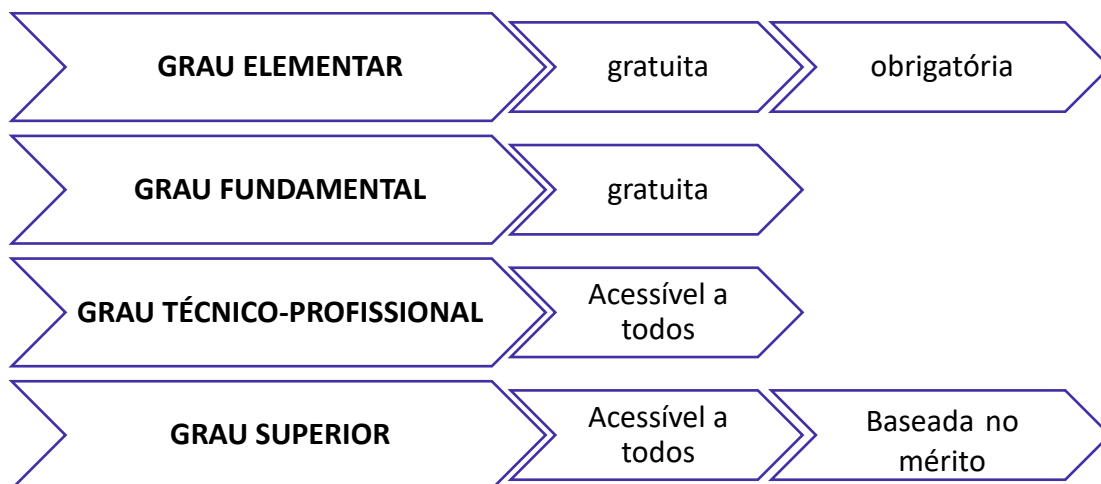 GRAU ELEMENTAR
gratuita
obrigatória
GRAU FUNDAMENTAL
gratuita
GRAU TÉCNICO-PROFISSIONAL
Acessível a
todos
GRAU SUPERIOR
Acessível a
todos
Baseada no
mérito